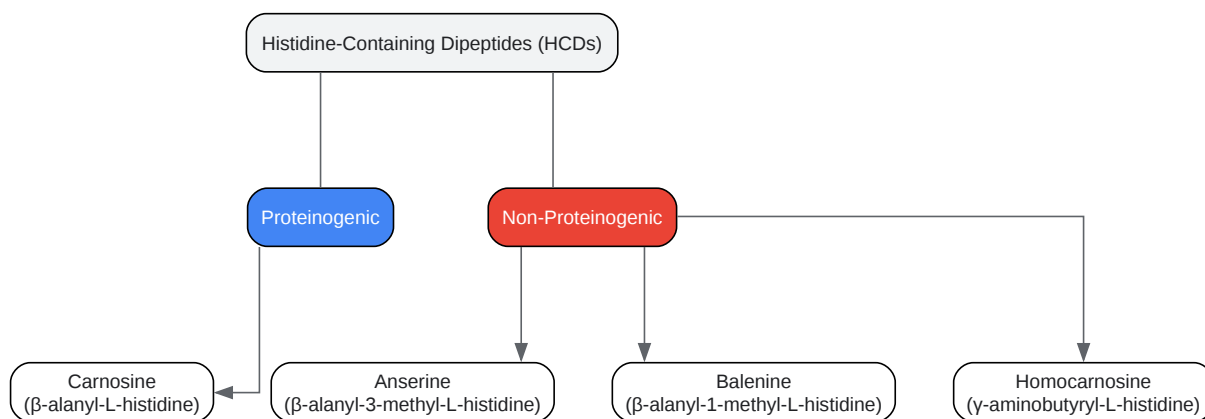 Histidine-Containing Dipeptides (HCDs)
Proteinogenic
Non-Proteinogenic
Carnosine
(β-alanyl-L-histidine)
Anserine
(β-alanyl-3-methyl-L-histidine)
Balenine
(β-alanyl-1-methyl-L-histidine)
Homocarnosine
(γ-aminobutyryl-L-histidine)